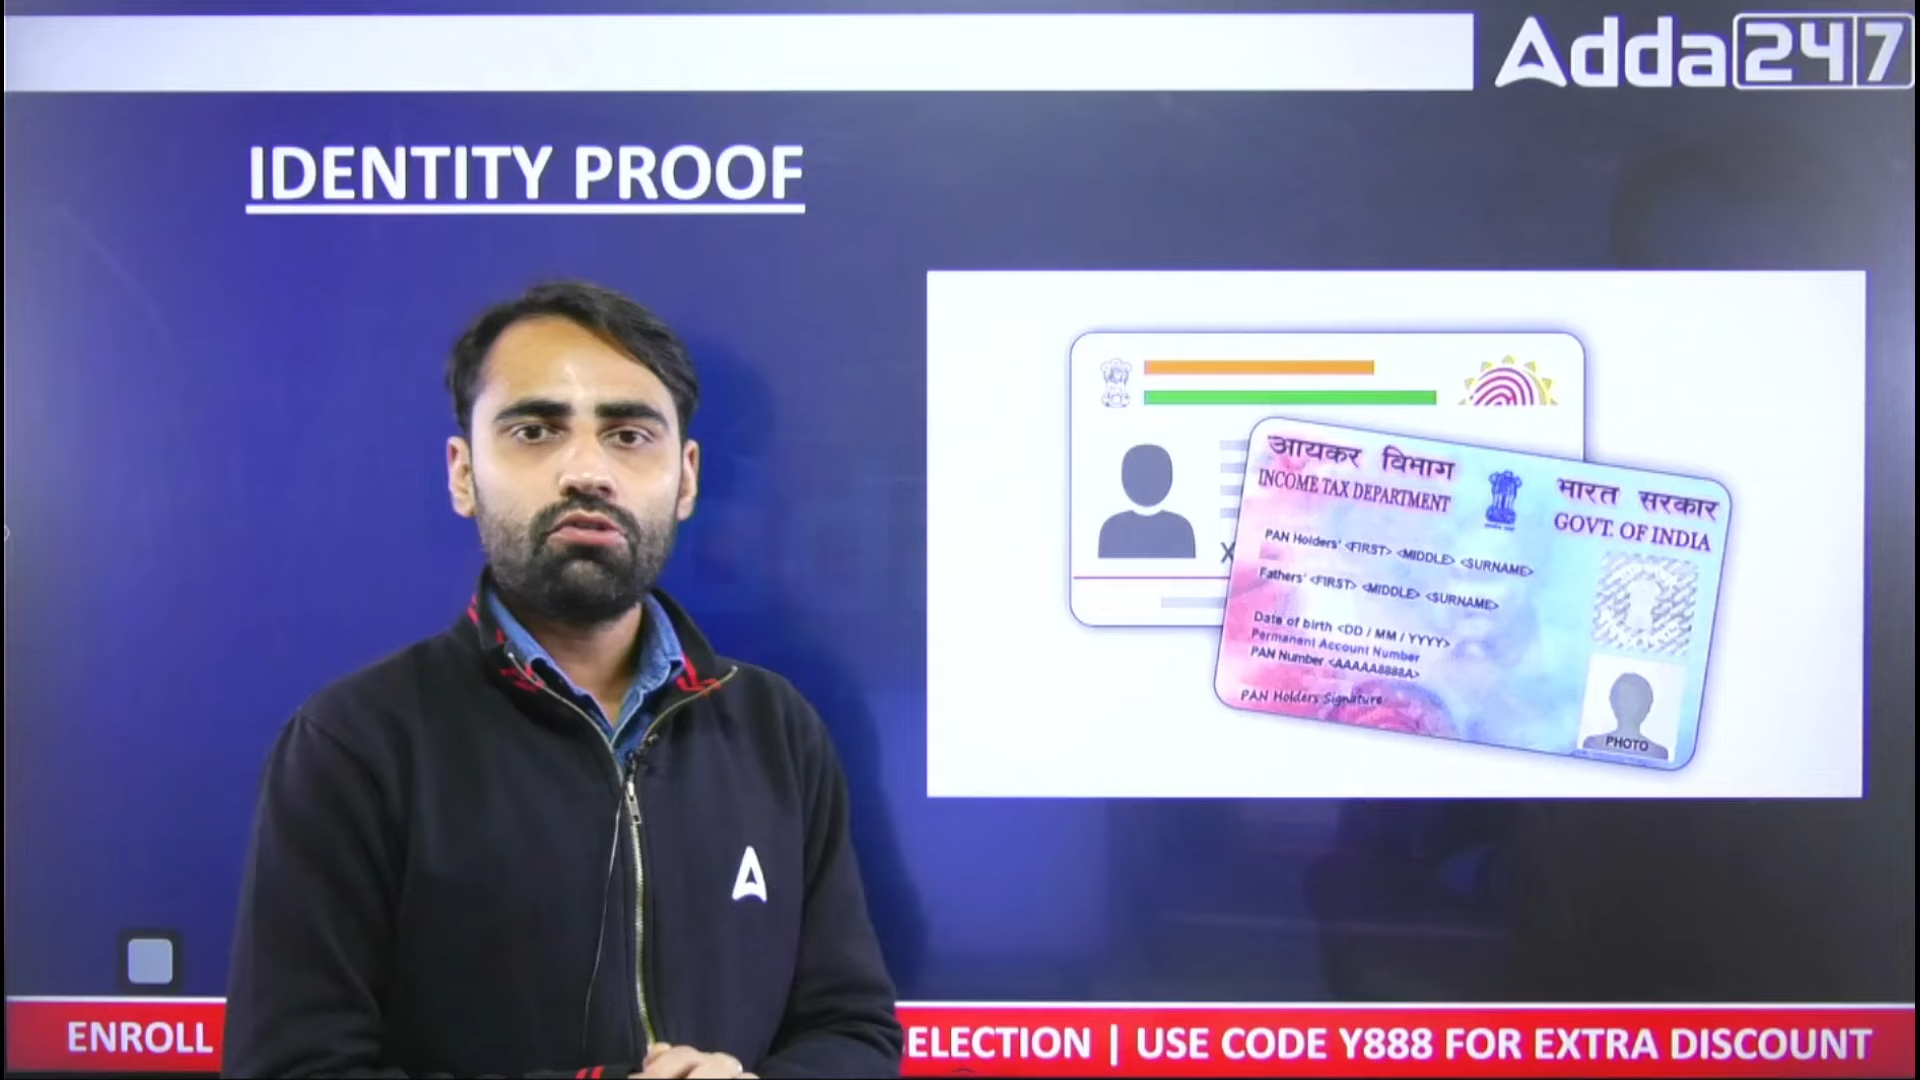 Adda247
IDENTITY PROOF
आयकर विभाग
INCOME TAX DEPARTMENT
भारत सरकार
GOVT. OF INDIA
PAN Holders' <FIRST> <MIDDLE> <SURNAME>
Fathers' <FIRST> <MIDDLE> <SURNAME>
Date of birth <DD / MM / YYYY>
Permanent Account Number
PAN Number <AAAAA8888A>
PAN Holders Signature
PHOTO
X
ENROLL ELECTION | USE CODE Y888 FOR EXTRA DISCOUNT